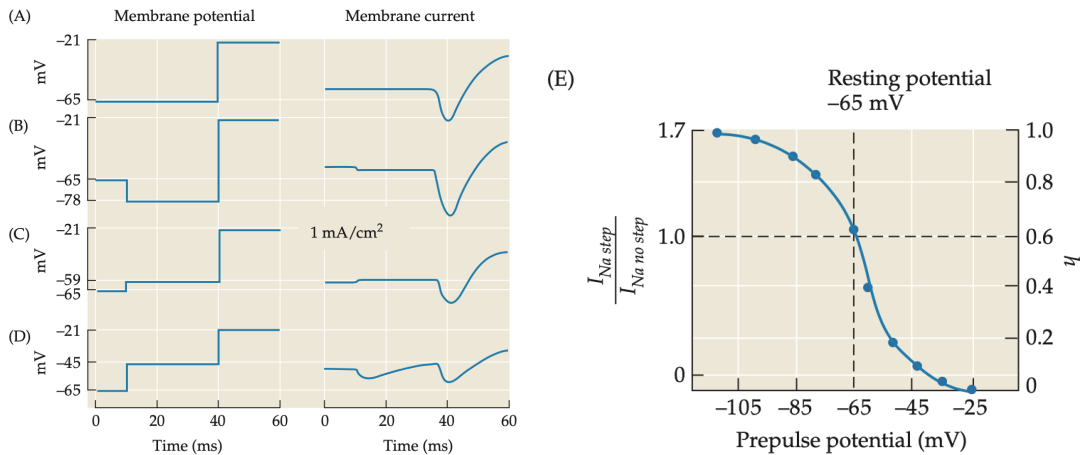 (A)
Membrane potential
Membrane current
–21
mV
–65
(B)
–21
mV
–65
–78
(C)
–21
1 mA/cm²
mV
–59
–65
(D)
–21
mV
–45
–65
0 20 40 60
0 20 40 60
Time (ms)
Time (ms)
(E)
Resting potential
–65 mV
1.7
1.0
0
I Na step
I Na no step
1.0
0.8
0.6
0.4
0.2
0
h
–105 –85 –65 –45 –25
Prepulse potential (mV)